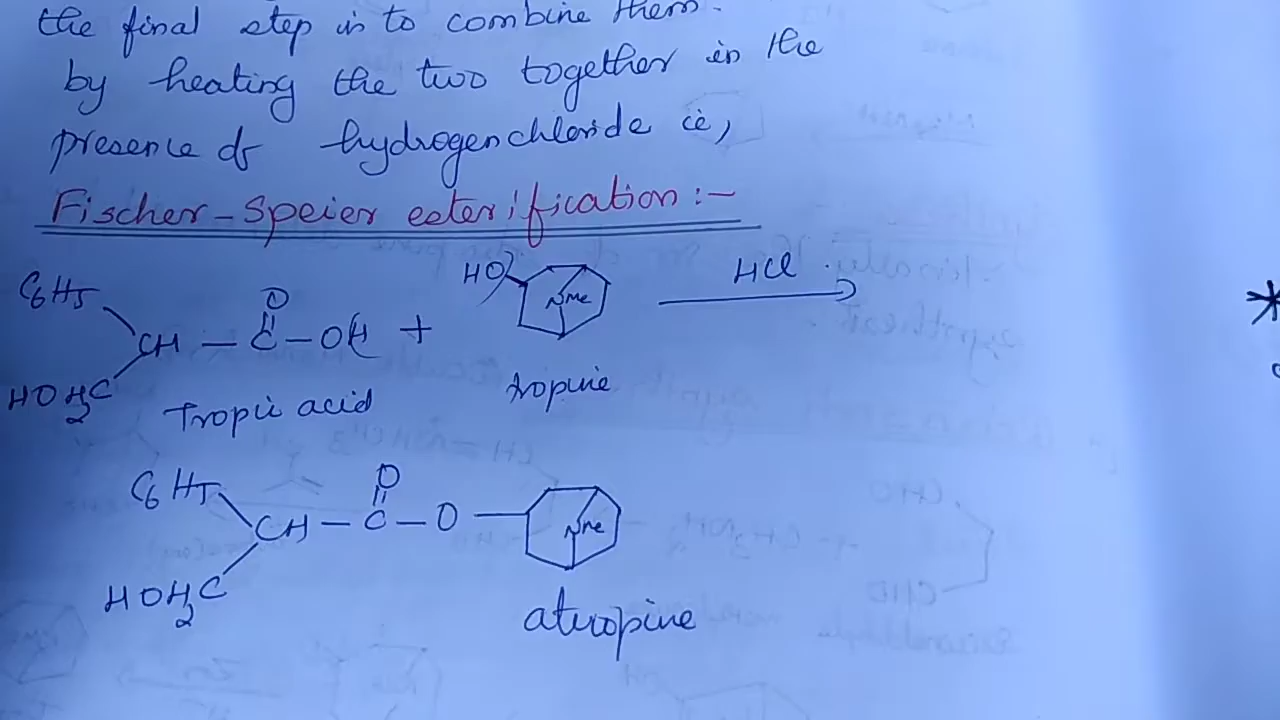 the final step is to combine them.
by heating the two together in the
presence of hydrogenchloride ie,
Fischer-Speier esterification :-
C6H5
CH - C - OH + HO HCl
O
NMe
HOH2C
Tropic acid tropine
C6H5
O
CH - C - O - NMe
HOH2C
atropine